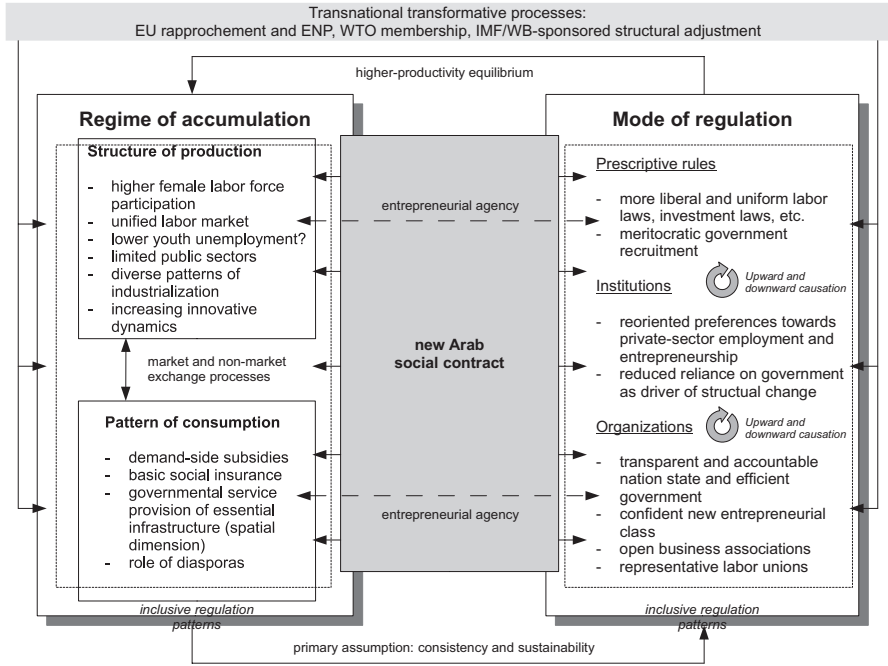 Transnational transformative processes:
EU rapprochement and ENP, WTO membership, IMF/WB-sponsored structural adjustment
higher-productivity equilibrium
Regime of accumulation
Structure of production
- higher female labor force
participation
- unified labor market
- lower youth unemployment?
- limited public sectors
- diverse patterns of
industrialization
- increasing innovative
dynamics
market and non-market
exchange processes
Pattern of consumption
- demand-side subsidies
- basic social insurance
- governmental service
provision of essential
infrastructure (spatial
dimension)
- role of diasporas
inclusive regulation
patterns
entrepreneurial agency
new Arab
social contract
entrepreneurial agency
Mode of regulation
Prescriptive rules
- more liberal and uniform labor
laws, investment laws, etc.
- meritocratic government
recruitment
Upward and
downward causation
Institutions
- reoriented preferences towards
private-sector employment and
entrepreneurship
- reduced reliance on government
as driver of structual change
Organizations
Upward and
downward causation
- transparent and accountable
nation state and efficient
government
- confident new entrepreneurial
class
- open business associations
- representative labor unions
inclusive regulation
patterns
primary assumption: consistency and sustainability